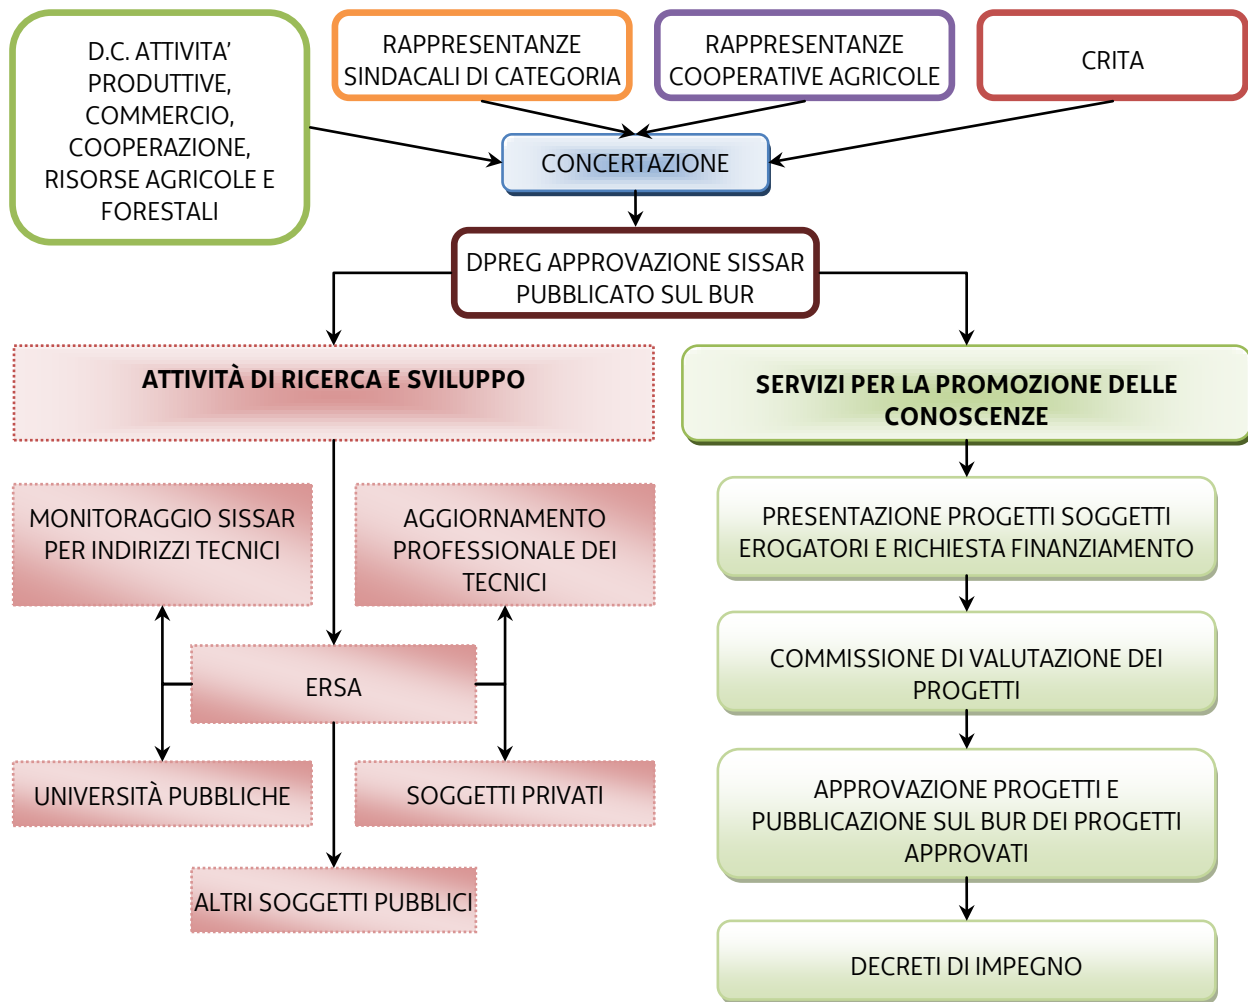 D.C. ATTIVITA’
PRODUTTIVE,
COMMERCIO,
COOPERAZIONE,
RISORSE AGRICOLE E
FORESTALI
RAPPRESENTANZE
SINDACALI DI CATEGORIA
RAPPRESENTANZE
COOPERATIVE AGRICOLE
CRITA
CONCERTAZIONE
DPREG APPROVAZIONE SISSAR
PUBBLICATO SUL BUR
ATTIVITÀ DI RICERCA E SVILUPPO
MONITORAGGIO SISSAR
PER INDIRIZZI TECNICI
AGGIORNAMENTO
PROFESSIONALE DEI
TECNICI
ERSA
UNIVERSITÀ PUBBLICHE
SOGGETTI PRIVATI
ALTRI SOGGETTI PUBBLICI
SERVIZI PER LA PROMOZIONE DELLE
CONOSCENZE
PRESENTAZIONE PROGETTI SOGGETTI
EROGATORI E RICHIESTA FINANZIAMENTO
COMMISSIONE DI VALUTAZIONE DEI
PROGETTI
APPROVAZIONE PROGETTI E
PUBBLICAZIONE SUL BUR DEI PROGETTI
APPROVATI
DECRETI DI IMPEGNO